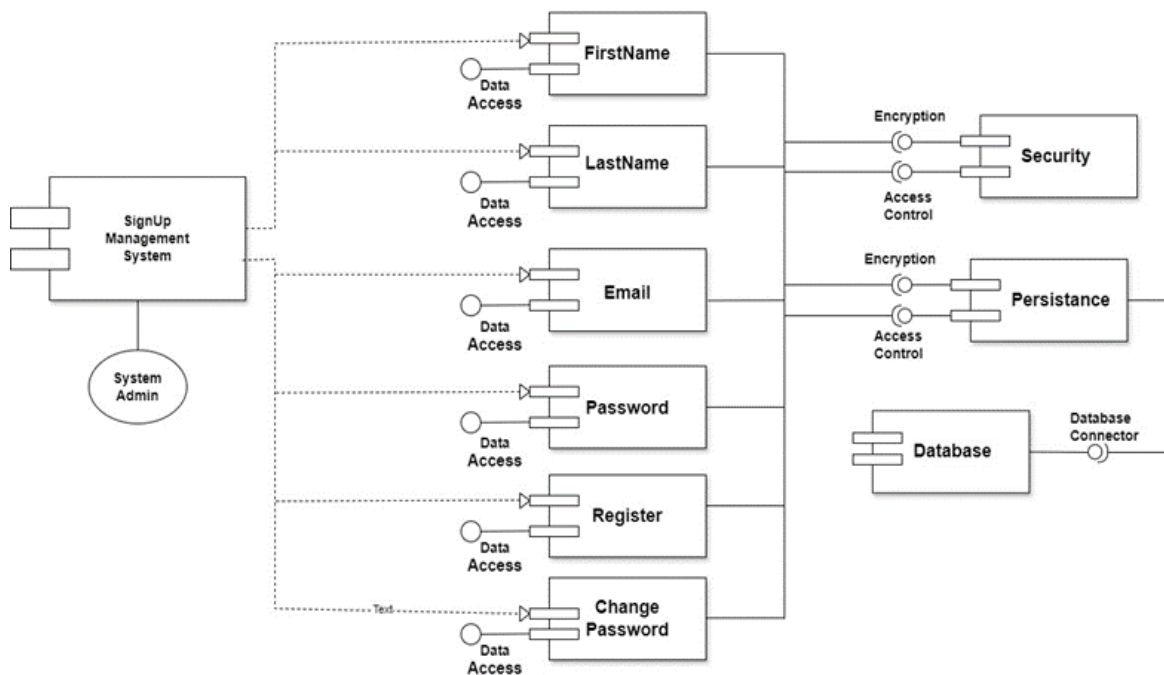 FirstName
Data
Access
LastName
Data
Access
Email
Data
Access
Password
Data
Access
Register
Data
Access
Text
Change
Password
Data
Access
SignUp
Management
System
System
Admin
Encryption
Security
Access
Control
Encryption
Persistance
Access
Control
Database
Connector
Database